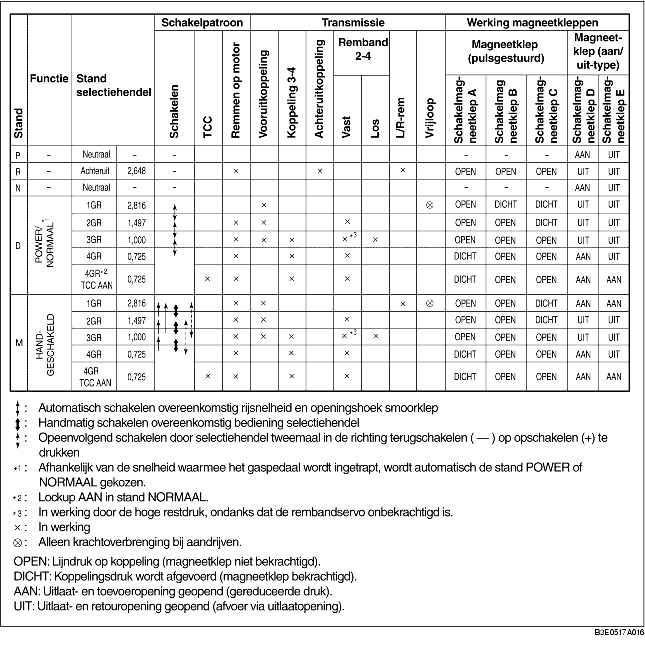 Schakelpatroon Transmissie Werking magneetkleppen
Stand Functie Stand selectiehendel Schakelen TCC Remmen op motor Vooruitkoppeling Koppeling 3-4 Achteruitkoppeling Remband 2-4 Vast Los L/R-rem Vrijloop Magneetklep (pulsgestuurd) Schakelmagneetklep A Schakelmagneetklep B Schakelmagneetklep C Magneet-klep (aan/uit-type) Schakelmagneetklep D Schakelmagneetklep E
P – Neutraal – – – – – AAN UIT
R – Achteruit 2,648 – × × × OPEN OPEN OPEN UIT UIT
N – Neutraal – – – – – AAN UIT
D POWER/NORMAAL*1
1GR 2,816 × ⊗ OPEN DICHT DICHT UIT UIT
2GR 1,497 × × × OPEN OPEN DICHT UIT UIT
3GR 1,000 × × × ×*3 × OPEN OPEN OPEN UIT UIT
4GR 0,725 × × × DICHT OPEN OPEN AAN UIT
4GR*2 TCC AAN 0,725 × × × × DICHT OPEN OPEN AAN AAN
M HAND-GESCHAKELD
1GR 2,816 × × × ⊗ OPEN OPEN DICHT AAN AAN
2GR 1,497 × × × OPEN OPEN DICHT UIT UIT
3GR 1,000 × × × ×*3 × OPEN OPEN OPEN UIT UIT
4GR 0,725 × × × DICHT OPEN OPEN AAN UIT
4GR TCC AAN 0,725 × × × × DICHT OPEN OPEN AAN AAN
: Automatisch schakelen overeenkomstig rijsnelheid en openingshoek smoorklep
: Handmatig schakelen overeenkomstig bediening selectiehendel
: Opeenvolgend schakelen door selectiehendel tweemaal in de richting terugschakelen ( — ) op opschakelen (+) te
drukken
*1 : Afhankelijk van de snelheid waarmee het gaspedaal wordt ingetrapt, wordt automatisch de stand POWER of
NORMAAL gekozen.
*2 : Lockup AAN in stand NORMAAL.
*3 : In werking door de hoge restdruk, ondanks dat de rembandservo onbekrachtigd is.
× : In werking
⊗ : Alleen krachtoverbrenging bij aandrijven.
OPEN: Lijndruk op koppeling (magneetklep niet bekrachtigd).
DICHT: Koppelingsdruk wordt afgevoerd (magneetklep bekrachtigd).
AAN: Uitlaat- en toevoeropening geopend (gereduceerde druk).
UIT: Uitlaat- en retouropening geopend (afvoer via uitlaatopening).
B3E0517A016